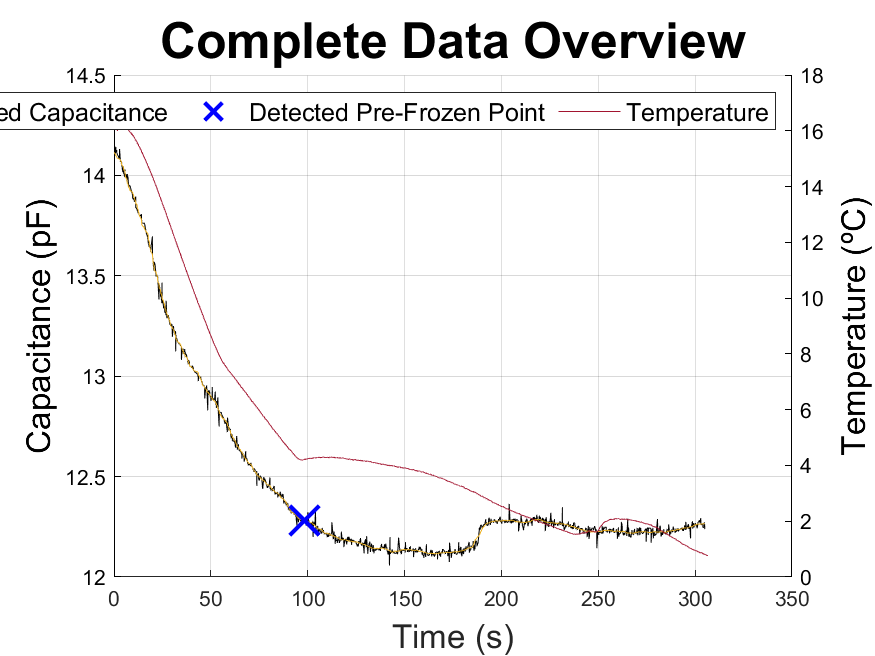 Complete Data Overview
ed Capacitance Detected Pre-Frozen Point Temperature
14.5
14
13.5
13
12.5
12
Capacitance (pF)
18
16
14
12
10
8
6
4
2
0
Temperature (ºC)
0 50 100 150 200 250 300 350
Time (s)